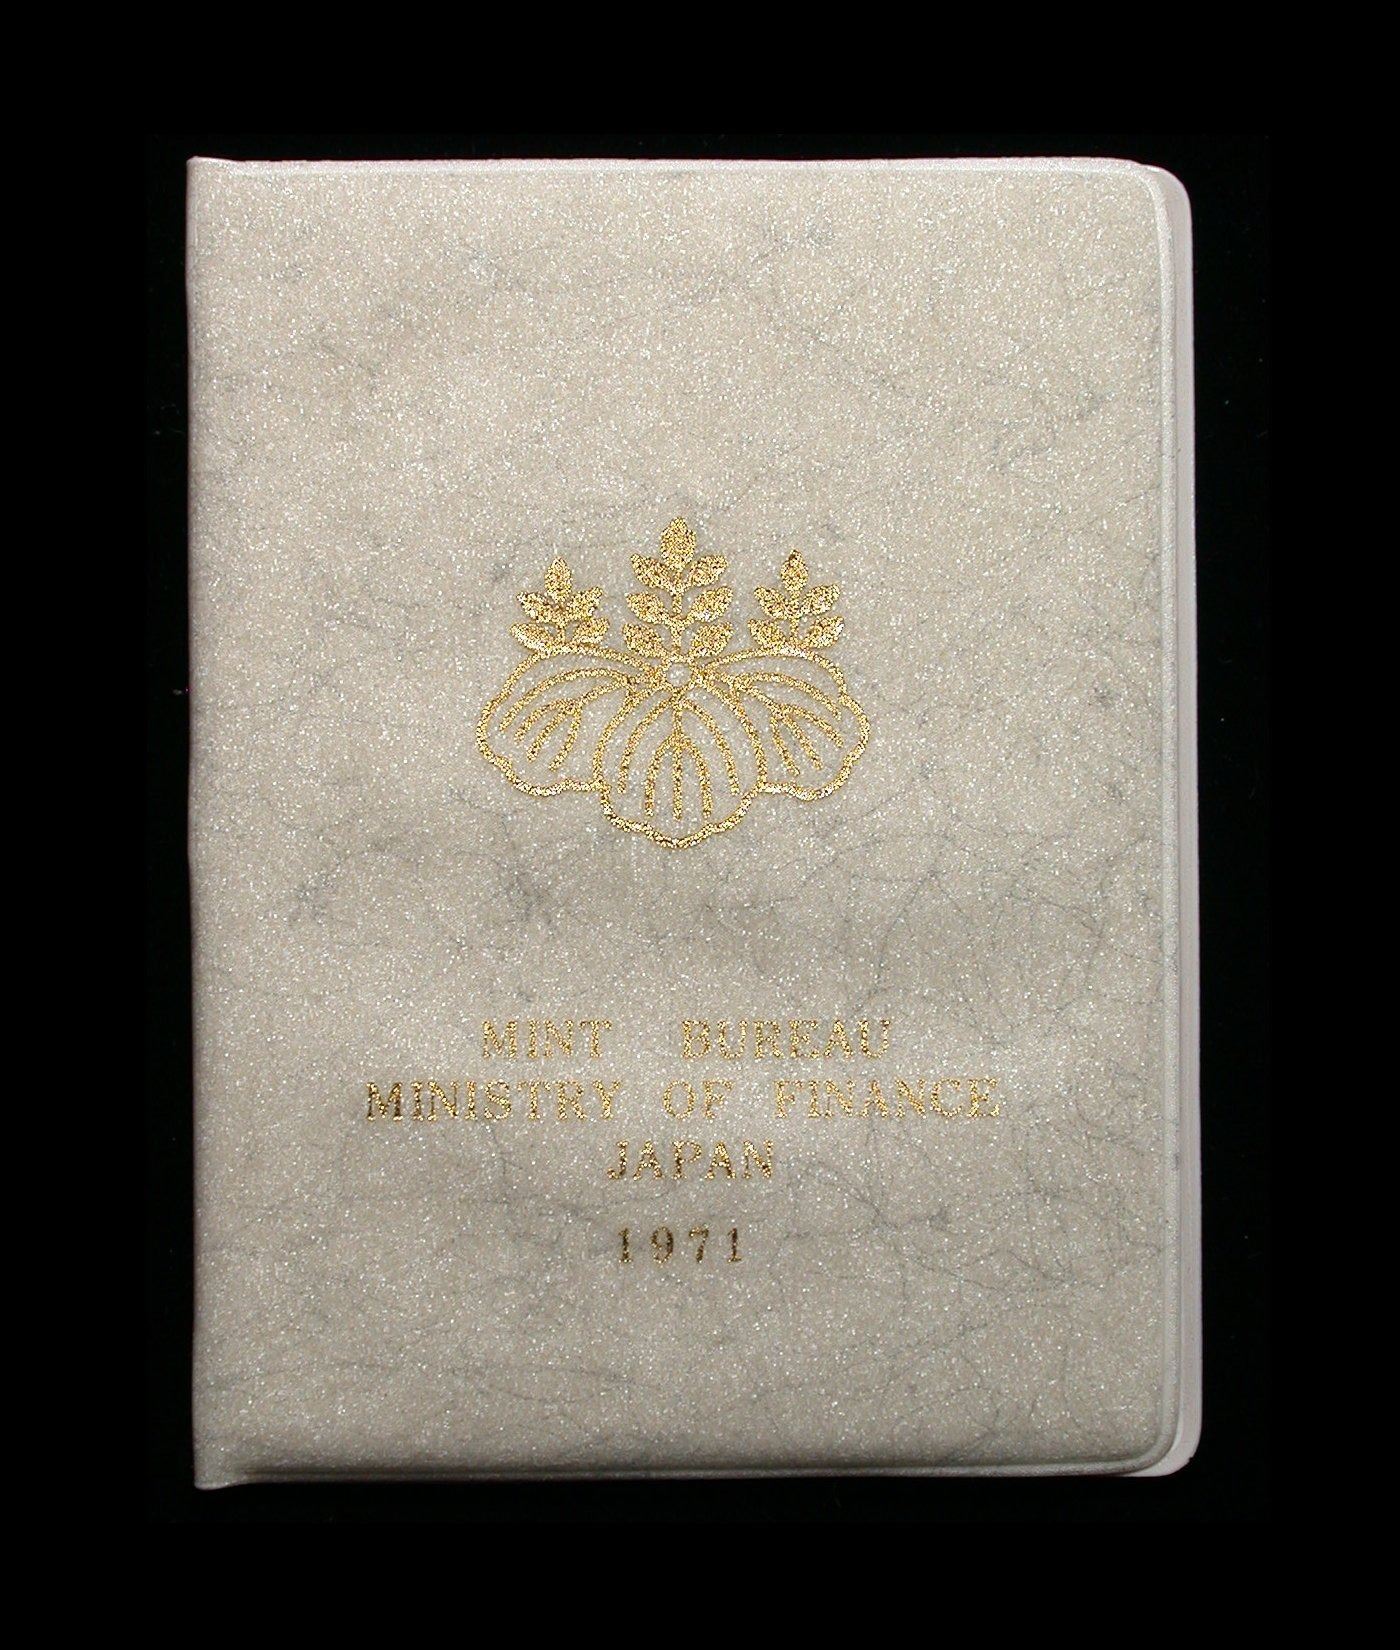 MINT BUREAU
MINISTRY OF FINANCE
JAPAN
1971